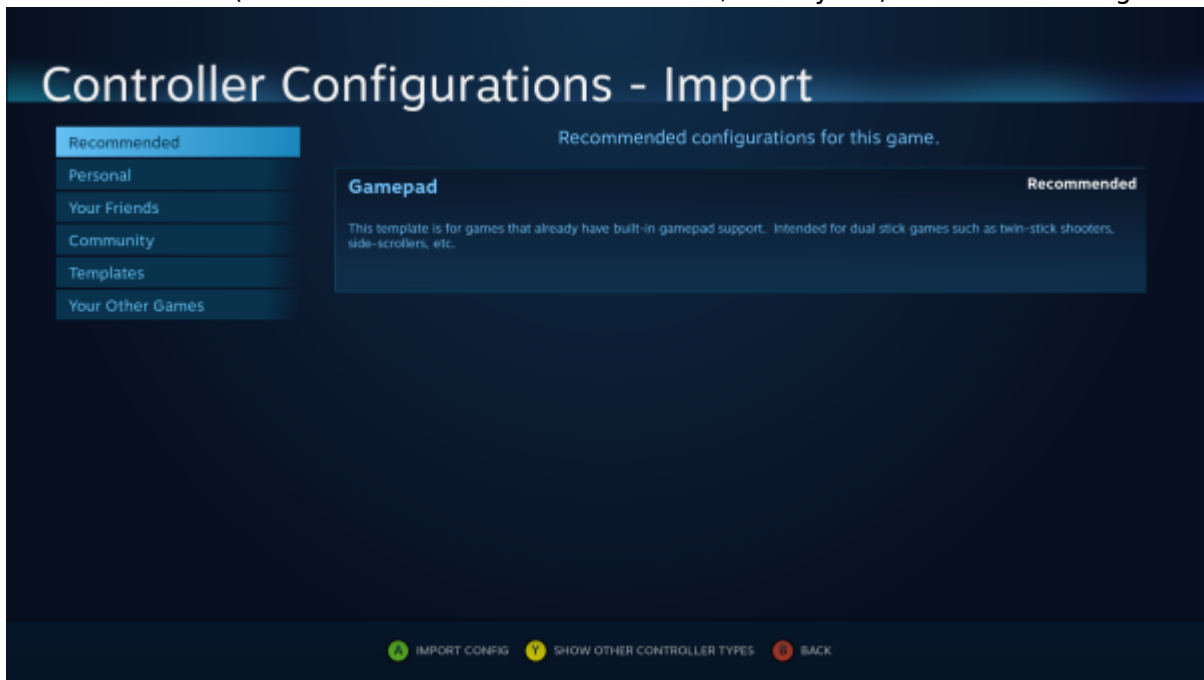 Controller Configurations - Import
Recommended
Personal
Your Friends
Community
Templates
Your Other Games
Recommended configurations for this game.
Gamepad
Recommended
This template is for games that already have built-in gamepad support. Intended for dual stick games such as twin-stick shooters,
side-scrollers, etc.
A IMPORT CONFIG Y SHOW OTHER CONTROLLER TYPES B BACK